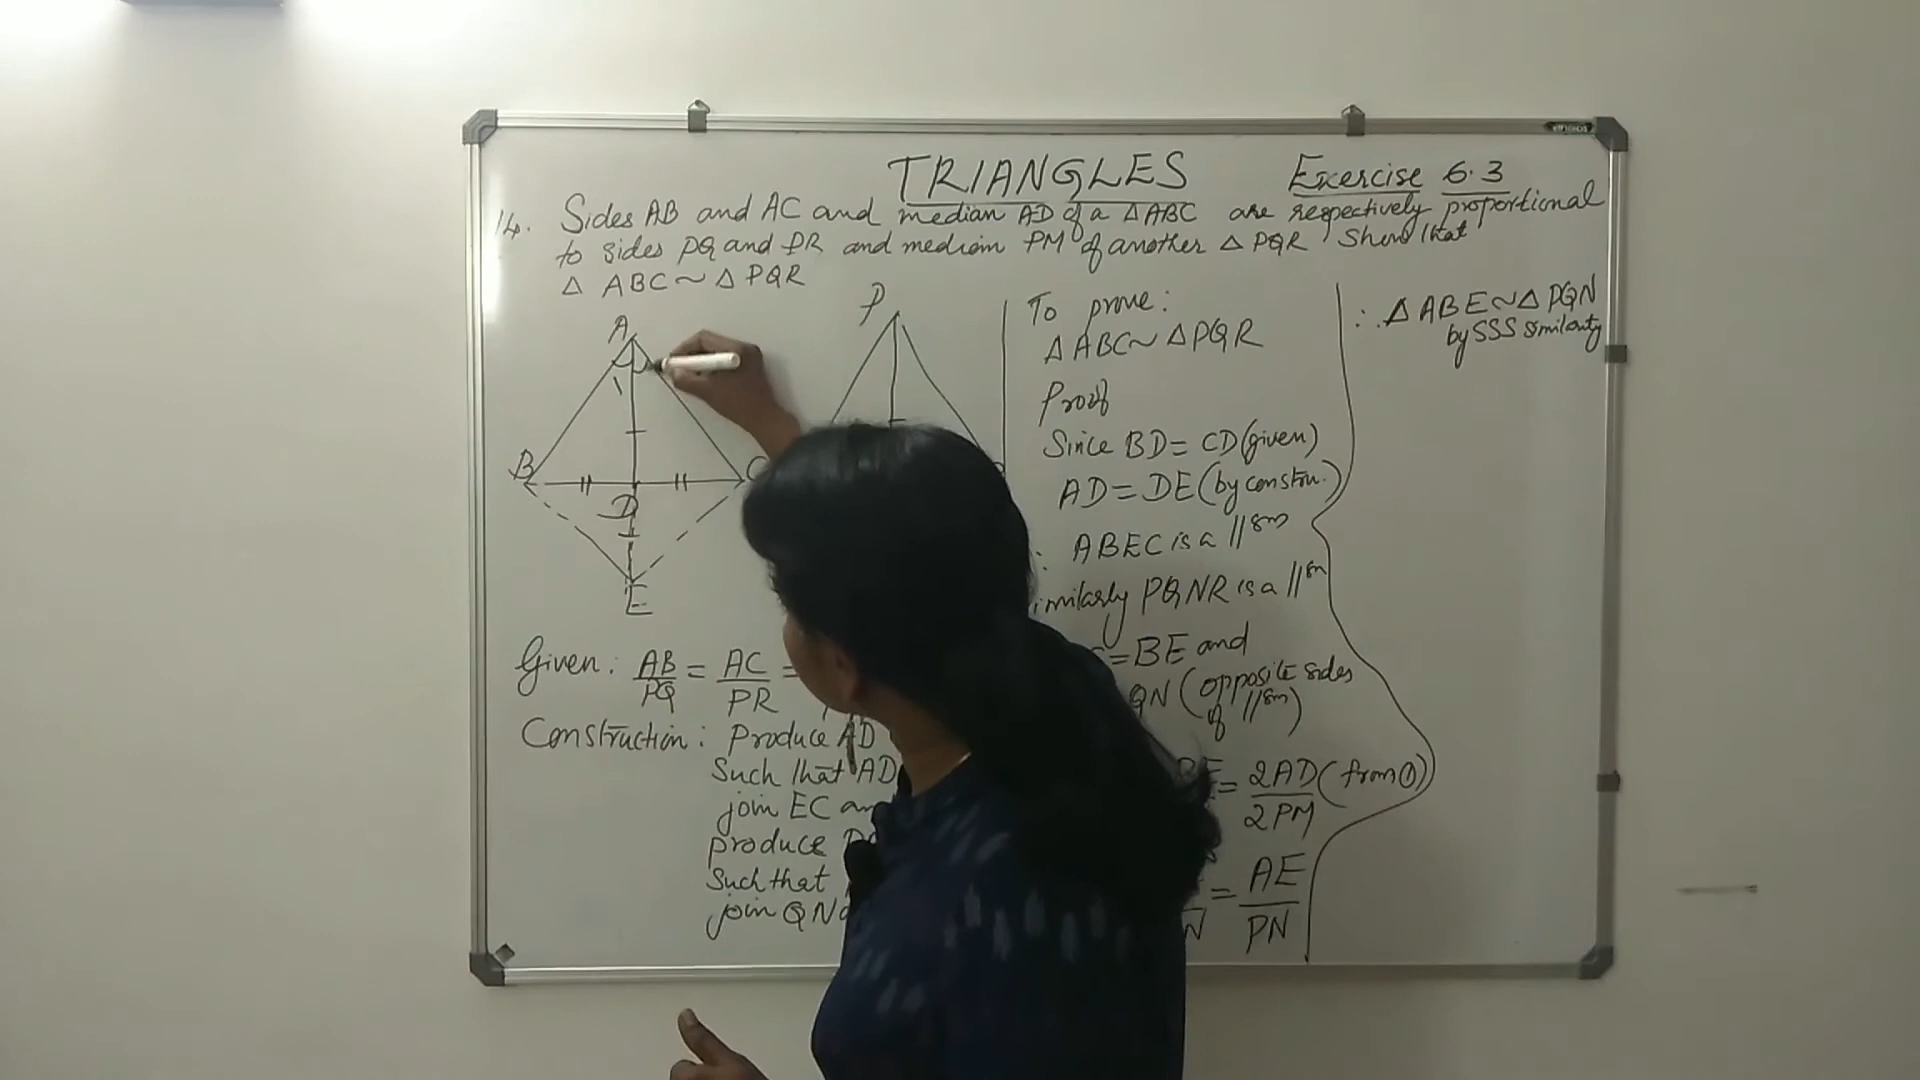 TRIANGLES Exercise 6.3
14. Sides AB and AC and median AD of a △ABC are respectively proportional
to sides PQ and PR and median PM of another △ PQR Show that
△ ABC ~ △ PQR
A
1
B
C
D
E
P
Given: AB/PQ = AC/PR =
Construction: Produce AD
Such that AD
join EC
produce
Such that
join QN
To prove:
△ ABC ~ △PQR
Proof
Since BD = CD (given)
AD = DE (by constru.)
∴ ABEC is a ||gm
imilarly PQNR is a ||gm
= BE and
QN (opposite sides
of ||gm)
= 2AD/2PM (from ①)
= AE/PN
∴ △ ABE ~ △ PQN
by SSS similarity